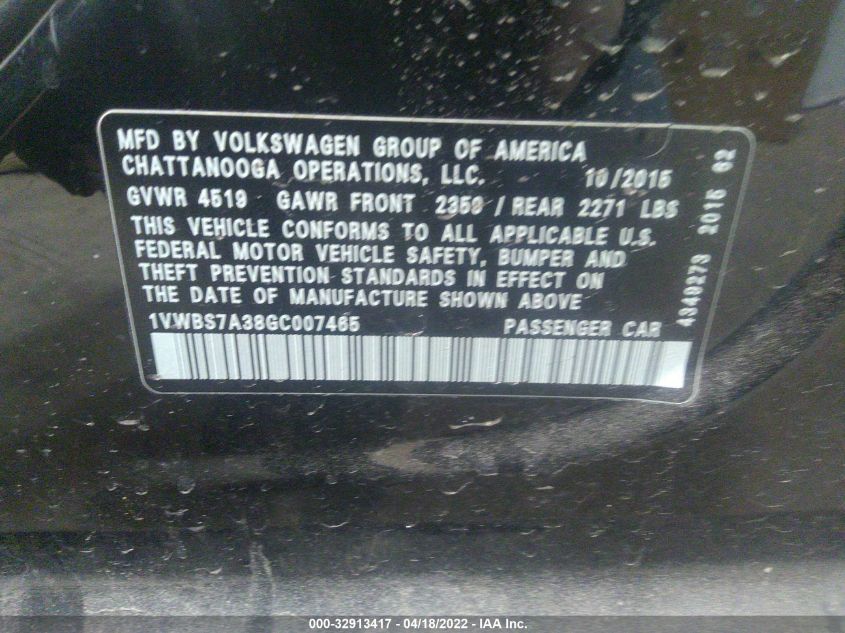 MFD BY VOLKSWAGEN GROUP OF AMERICA
CHATTANOOGA OPERATIONS, LLC. 10/2015
GVWR 4519 GAWR FRONT 2359 / REAR 2271 LBS
THIS VEHICLE CONFORMS TO ALL APPLICABLE U.S.
FEDERAL MOTOR VEHICLE SAFETY, BUMPER AND
THEFT PREVENTION STANDARDS IN EFFECT ON
THE DATE OF MANUFACTURE SHOWN ABOVE
1VWBS7A38GC007465 PASSENGER CAR
4349273 2016 62
000-32913417 - 04/18/2022 - IAA Inc.